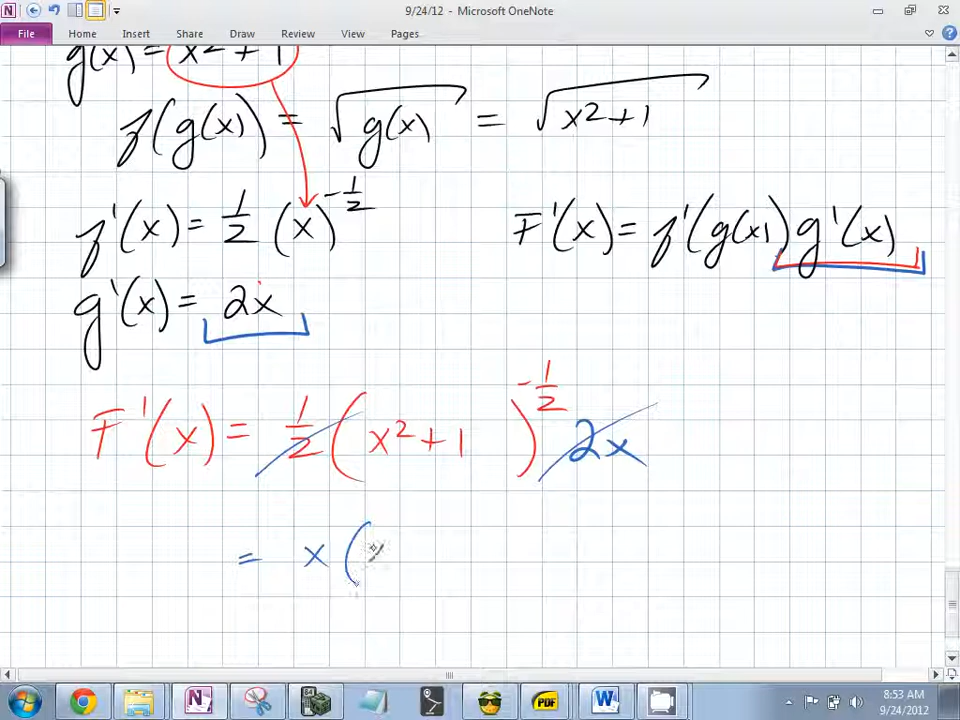 9/24/12 - Microsoft OneNote
File Home Insert Share Draw Review View Pages
g(x) = x² + 1
f(g(x)) = √g(x) = √x²+1
f'(x) = 1/2 (x)^-1/2 F'(x) = f'(g(x))g'(x)
g'(x) = 2x
F'(x) = 1/2 (x² + 1)^-1/2 2x
= x (
PDF W
8:53 AM
9/24/2012